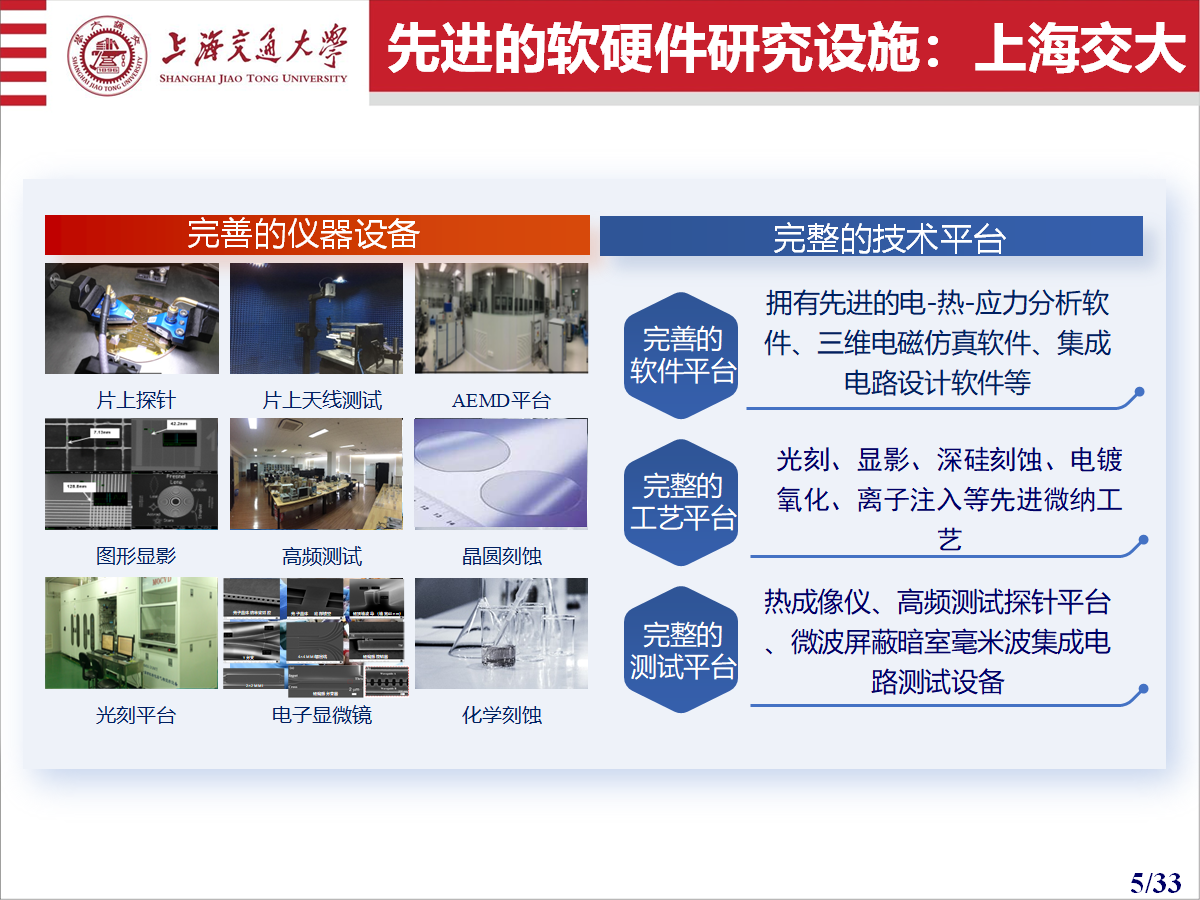 上海交通大学
SHANGHAI JIAO TONG UNIVERSITY
先进的软硬件研究设施：上海交大
完善的仪器设备
片上探针
片上天线测试
AEMD平台
7.13nm
42.2nm
128.8nm
Fresnel
Lens
图形显影
高频测试
晶圆刻蚀
MOCVD
光刻平台
电子显微镜
化学刻蚀
完整的技术平台
完善的
软件平台
拥有先进的电-热-应力分析软
件、三维电磁仿真软件、集成
电路设计软件等
完整的
工艺平台
光刻、显影、深硅刻蚀、电镀
氧化、离子注入等先进微纳工
艺
完整的
测试平台
热成像仪、高频测试探针平台
、微波屏蔽暗室毫米波集成电
路测试设备
5/33